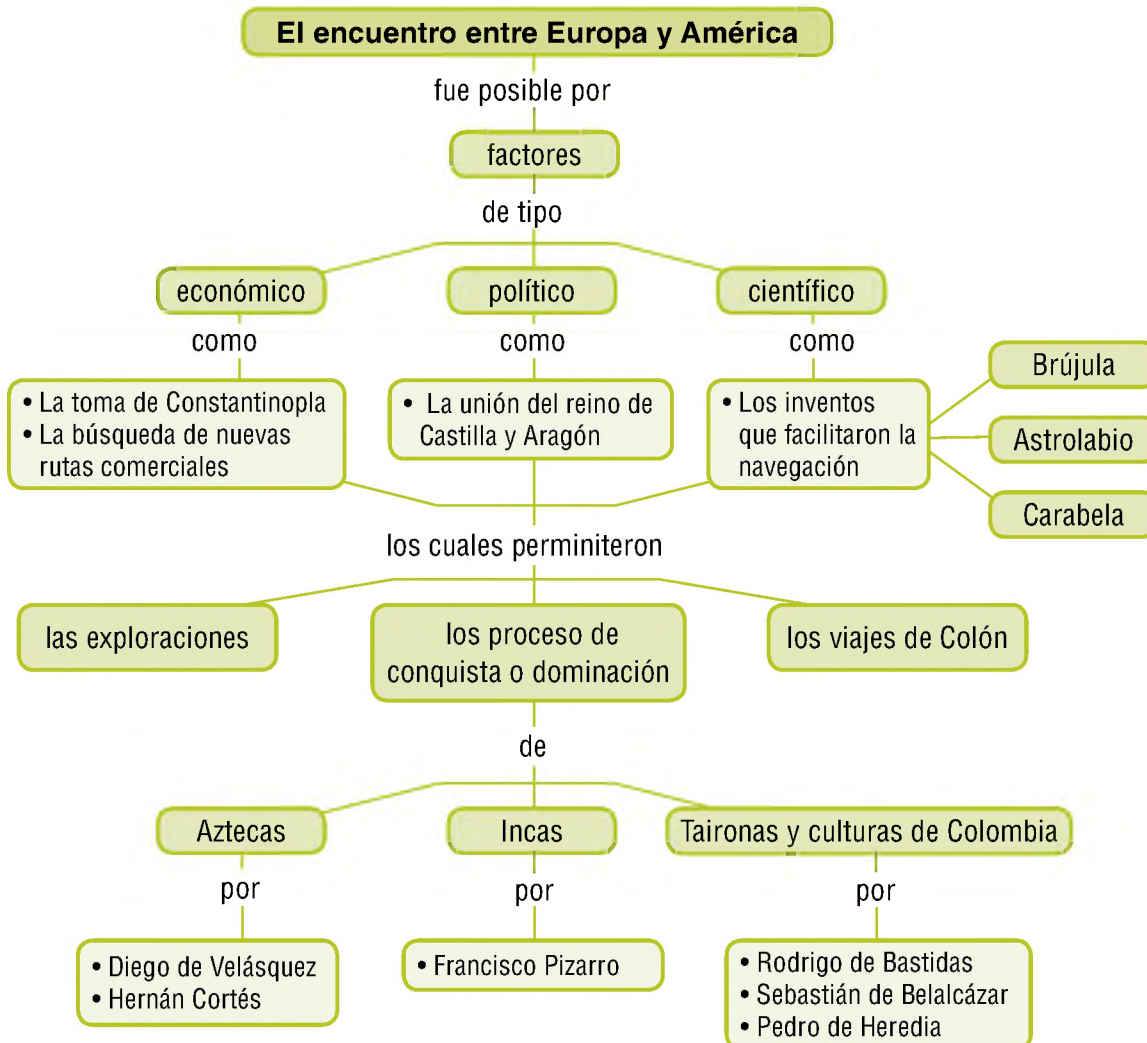 El encuentro entre Europa y América
fue posible por
factores
de tipo
económico
político
científico
como
como
como
• La toma de Constantinopla
• La búsqueda de nuevas
rutas comerciales
• La unión del reino de
Castilla y Aragón
• Los inventos
que facilitaron la
navegación
Brújula
Astrolabio
Carabela
los cuales perminiteron
las exploraciones
los proceso de
conquista o dominación
los viajes de Colón
de
Aztecas
Incas
Taironas y culturas de Colombia
por
por
por
• Diego de Velásquez
• Hernán Cortés
• Francisco Pizarro
• Rodrigo de Bastidas
• Sebastián de Belalcázar
• Pedro de Heredia